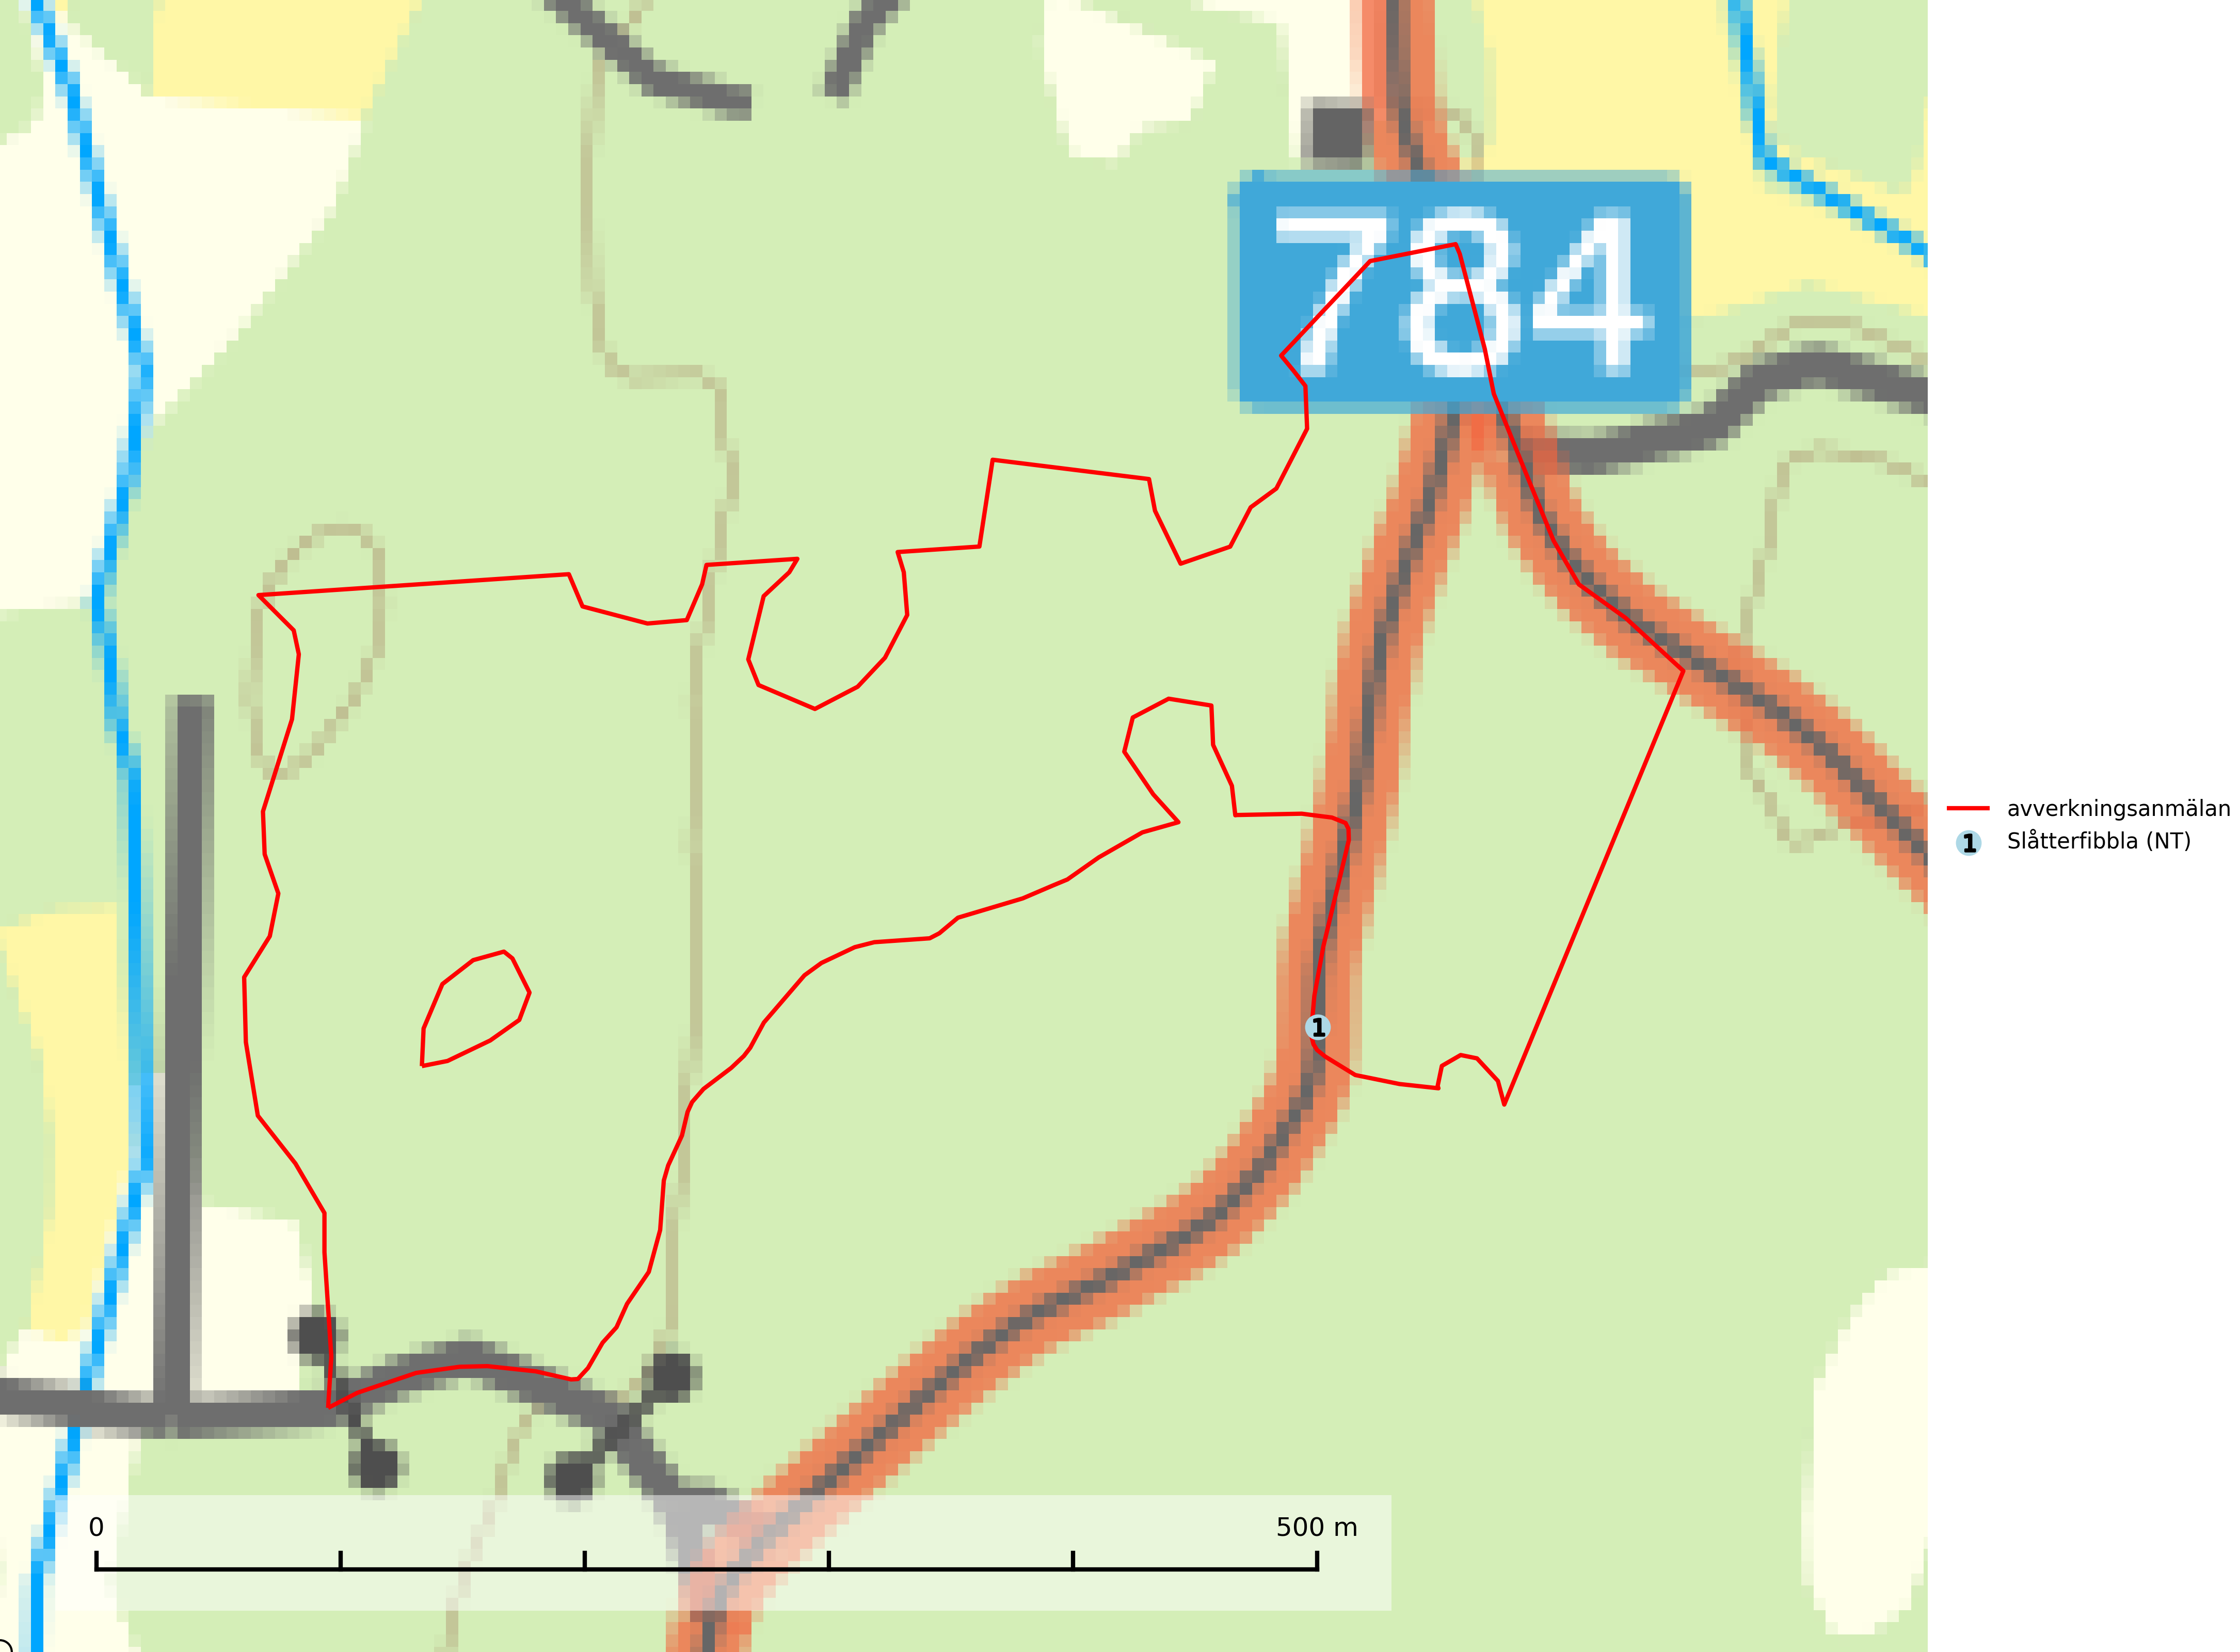 784
avverkningsanmälan
1 Slåtterfibbla (NT)
1
0 500 m